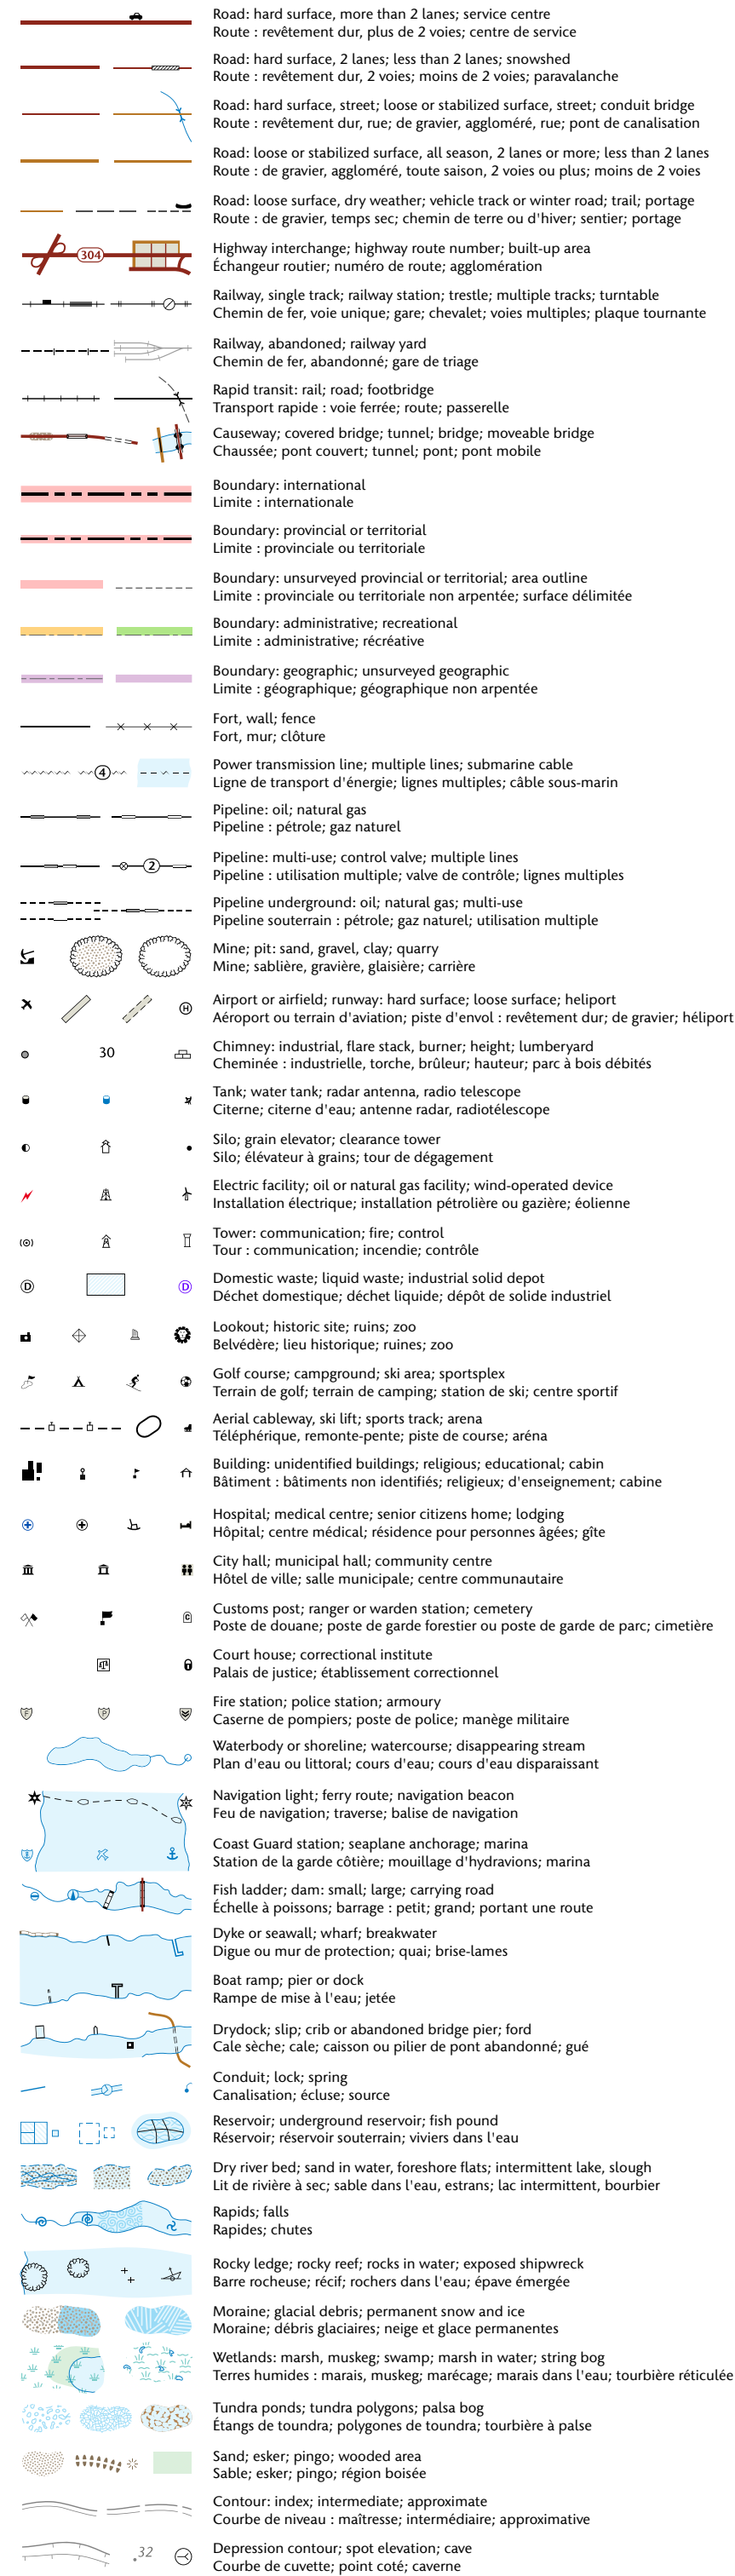 Road: hard surface, more than 2 lanes; service centre
Route : revêtement dur, plus de 2 voies; centre de service
Road: hard surface, 2 lanes; less than 2 lanes; snowshed
Route : revêtement dur, 2 voies; moins de 2 voies; paravalanche
Road: hard surface, street; loose or stabilized surface, street; conduit bridge
Route : revêtement dur, rue; de gravier, aggloméré, rue; pont de canalisation
Road: loose or stabilized surface, all season, 2 lanes or more; less than 2 lanes
Route : de gravier, aggloméré, toute saison, 2 voies ou plus; moins de 2 voies
Road: loose surface, dry weather; vehicle track or winter road; trail; portage
Route : de gravier, temps sec; chemin de terre ou d'hiver; sentier; portage
304
Highway interchange; highway route number; built-up area
Échangeur routier; numéro de route; agglomération
Railway, single track; railway station; trestle; multiple tracks; turntable
Chemin de fer, voie unique; gare; chevalet; voies multiples; plaque tournante
Railway, abandoned; railway yard
Chemin de fer, abandonné; gare de triage
Rapid transit: rail; road; footbridge
Transport rapide : voie ferrée; route; passerelle
Causeway; covered bridge; tunnel; bridge; moveable bridge
Chaussée; pont couvert; tunnel; pont; pont mobile
Boundary: international
Limite : internationale
Boundary: provincial or territorial
Limite : provinciale ou territoriale
Boundary: unsurveyed provincial or territorial; area outline
Limite : provinciale ou territoriale non arpentée; surface délimitée
Boundary: administrative; recreational
Limite : administrative; récréative
Boundary: geographic; unsurveyed geographic
Limite : géographique; géographique non arpentée
Fort, wall; fence
Fort, mur; clôture
4
Power transmission line; multiple lines; submarine cable
Ligne de transport d'énergie; lignes multiples; câble sous-marin
Pipeline: oil; natural gas
Pipeline : pétrole; gaz naturel
2
Pipeline: multi-use; control valve; multiple lines
Pipeline : utilisation multiple; valve de contrôle; lignes multiples
Pipeline underground: oil; natural gas; multi-use
Pipeline souterrain : pétrole; gaz naturel; utilisation multiple
Mine; pit: sand, gravel, clay; quarry
Mine; sablière, gravière, glaisière; carrière
H
Airport or airfield; runway: hard surface; loose surface; heliport
Aéroport ou terrain d'aviation; piste d'envol : revêtement dur; de gravier; héliport
30
Chimney: industrial, flare stack, burner; height; lumberyard
Cheminée : industrielle, torche, brûleur; hauteur; parc à bois débités
Tank; water tank; radar antenna, radio telescope
Citerne; citerne d'eau; antenne radar, radiotélescope
Silo; grain elevator; clearance tower
Silo; élévateur à grains; tour de dégagement
Electric facility; oil or natural gas facility; wind-operated device
Installation électrique; installation pétrolière ou gazière; éolienne
Tower: communication; fire; control
Tour : communication; incendie; contrôle
D D
Domestic waste; liquid waste; industrial solid depot
Déchet domestique; déchet liquide; dépôt de solide industriel
Lookout; historic site; ruins; zoo
Belvédère; lieu historique; ruines; zoo
Golf course; campground; ski area; sportsplex
Terrain de golf; terrain de camping; station de ski; centre sportif
Aerial cableway, ski lift; sports track; arena
Téléphérique, remonte-pente; piste de course; aréna
Building: unidentified buildings; religious; educational; cabin
Bâtiment : bâtiments non identifiés; religieux; d'enseignement; cabine
Hospital; medical centre; senior citizens home; lodging
Hôpital; centre médical; résidence pour personnes âgées; gîte
City hall; municipal hall; community centre
Hôtel de ville; salle municipale; centre communautaire
C
Customs post; ranger or warden station; cemetery
Poste de douane; poste de garde forestier ou poste de garde de parc; cimetière
Court house; correctional institute
Palais de justice; établissement correctionnel
F P
Fire station; police station; armoury
Caserne de pompiers; poste de police; manège militaire
Waterbody or shoreline; watercourse; disappearing stream
Plan d'eau ou littoral; cours d'eau; cours d'eau disparaissant
Navigation light; ferry route; navigation beacon
Feu de navigation; traverse; balise de navigation
Coast Guard station; seaplane anchorage; marina
Station de la garde côtière; mouillage d'hydravions; marina
Fish ladder; dam: small; large; carrying road
Échelle à poissons; barrage : petit; grand; portant une route
Dyke or seawall; wharf; breakwater
Digue ou mur de protection; quai; brise-lames
Boat ramp; pier or dock
Rampe de mise à l'eau; jetée
Drydock; slip; crib or abandoned bridge pier; ford
Cale sèche; cale; caisson ou pilier de pont abandonné; gué
Conduit; lock; spring
Canalisation; écluse; source
Reservoir; underground reservoir; fish pound
Réservoir; réservoir souterrain; viviers dans l'eau
Dry river bed; sand in water, foreshore flats; intermittent lake, slough
Lit de rivière à sec; sable dans l'eau, estrans; lac intermittent, bourbier
Rapids; falls
Rapides; chutes
Rocky ledge; rocky reef; rocks in water; exposed shipwreck
Barre rocheuse; récif; rochers dans l'eau; épave émergée
Moraine; glacial debris; permanent snow and ice
Moraine; débris glaciaires; neige et glace permanentes
Wetlands: marsh, muskeg; swamp; marsh in water; string bog
Terres humides : marais, muskeg; marécage; marais dans l'eau; tourbière réticulée
Tundra ponds; tundra polygons; palsa bog
Étangs de toundra; polygones de toundra; tourbière à palse
Sand; esker; pingo; wooded area
Sable; esker; pingo; région boisée
Contour: index; intermediate; approximate
Courbe de niveau : maîtresse; intermédiaire; approximative
32
Depression contour; spot elevation; cave
Courbe de cuvette; point coté; caverne